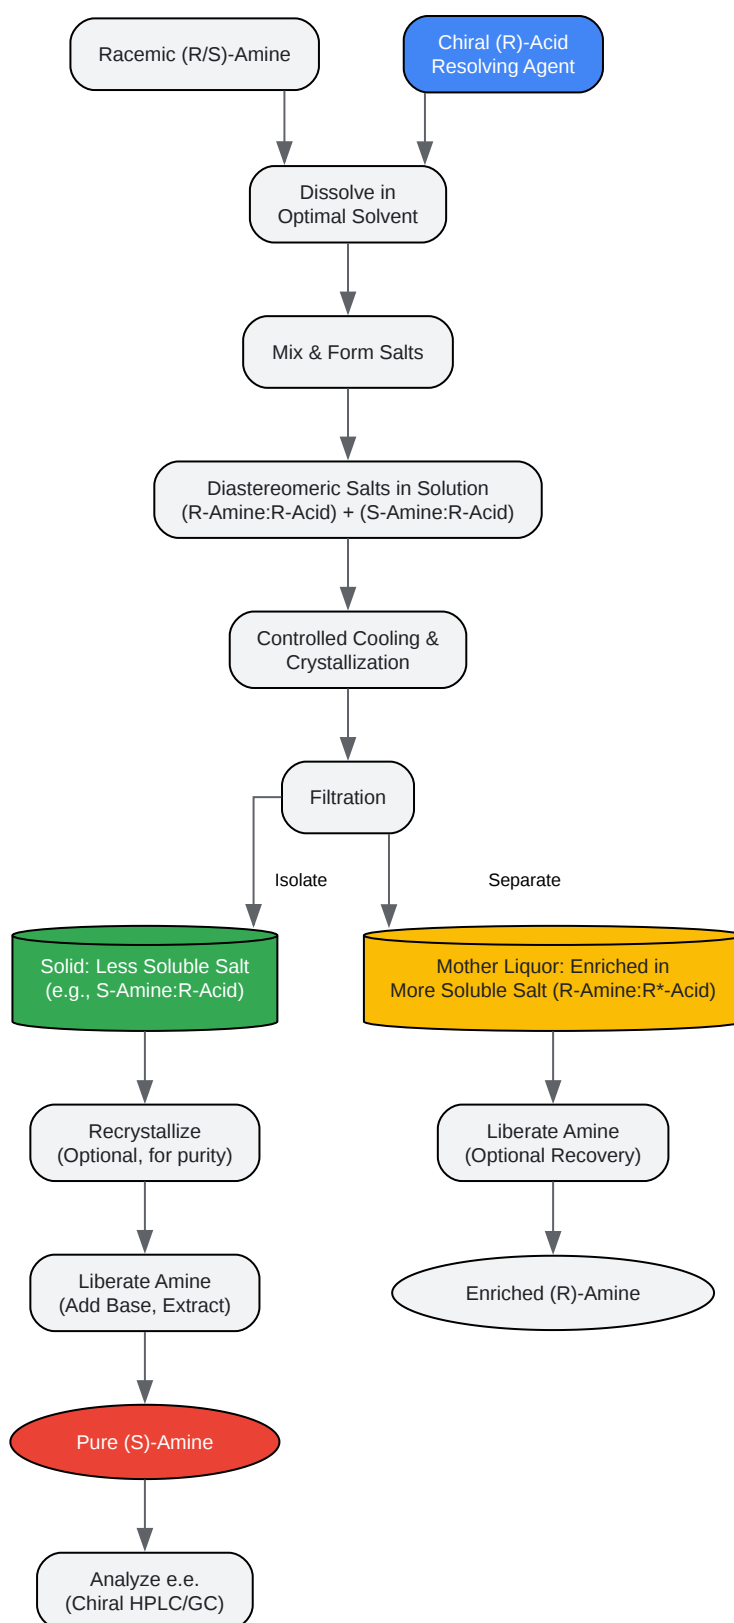 Racemic (R/S)-Amine
Chiral (R)-Acid
Resolving Agent
Dissolve in
Optimal Solvent
Mix & Form Salts
Diastereomeric Salts in Solution
(R-Amine:R-Acid) + (S-Amine:R-Acid)
Controlled Cooling &
Crystallization
Filtration
Isolate
Separate
Solid: Less Soluble Salt
(e.g., S-Amine:R-Acid)
Mother Liquor: Enriched in
More Soluble Salt (R-Amine:R*-Acid)
Recrystallize
(Optional, for purity)
Liberate Amine
(Optional Recovery)
Liberate Amine
(Add Base, Extract)
Enriched (R)-Amine
Pure (S)-Amine
Analyze e.e.
(Chiral HPLC/GC)